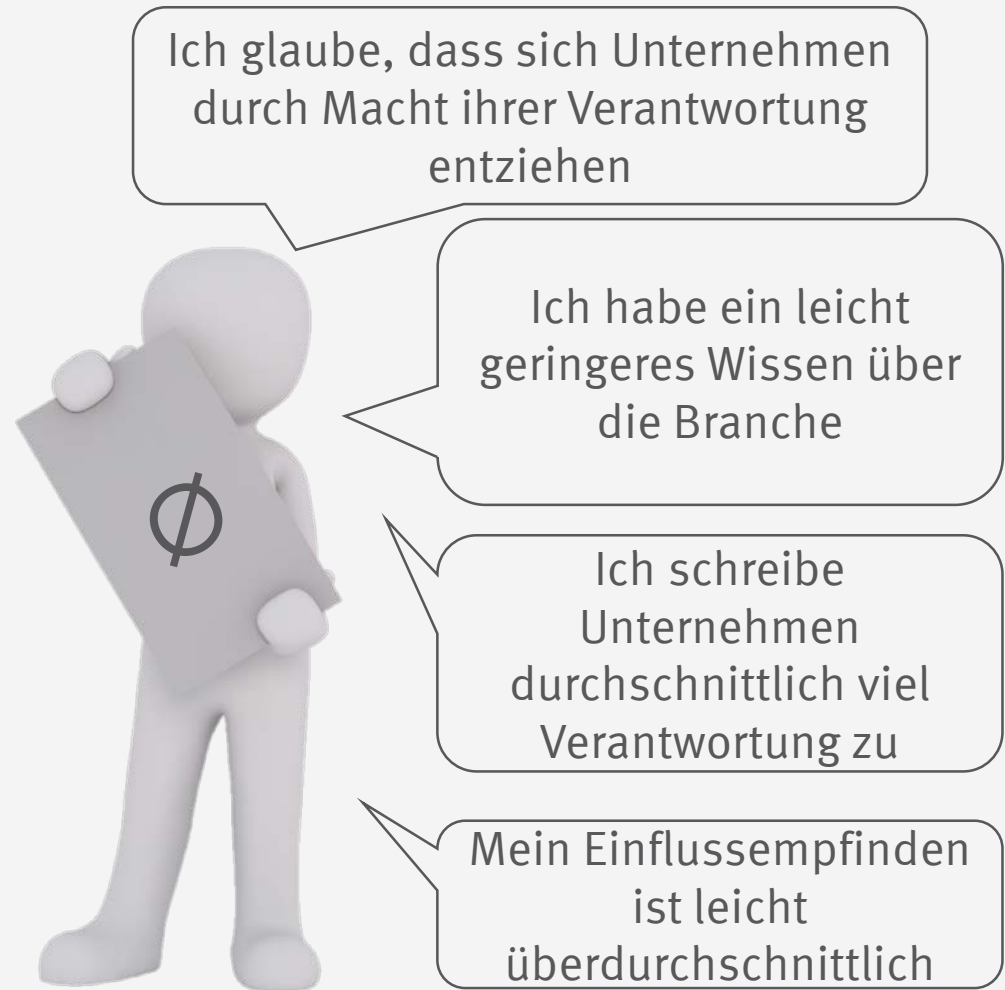 Ich glaube, dass sich Unternehmen
durch Macht ihrer Verantwortung
entziehen
Ich habe ein leicht
geringeres Wissen über
die Branche
Ø
Ich schreibe
Unternehmen
durchschnittlich viel
Verantwortung zu
Mein Einflussempfinden
ist leicht
überdurchschnittlich